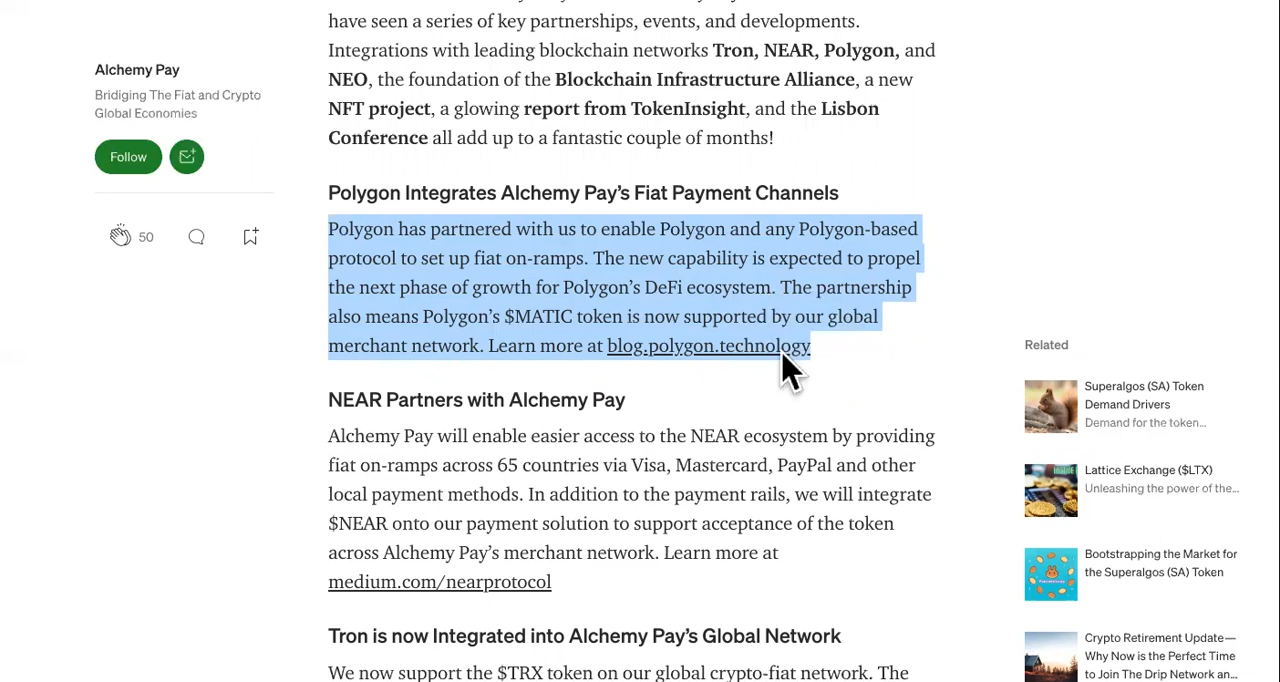 have seen a series of key partnerships, events, and developments.
Integrations with leading blockchain networks Tron, NEAR, Polygon, and
NEO, the foundation of the Blockchain Infrastructure Alliance, a new
NFT project, a glowing report from TokenInsight, and the Lisbon
Conference all add up to a fantastic couple of months!
Alchemy Pay
Bridiging The Fiat and Crypto
Global Economies
Follow
50
Polygon Integrates Alchemy Pay’s Fiat Payment Channels
Polygon has partnered with us to enable Polygon and any Polygon-based
protocol to set up fiat on-ramps. The new capability is expected to propel
the next phase of growth for Polygon’s DeFi ecosystem. The partnership
also means Polygon’s $MATIC token is now supported by our global
merchant network. Learn more at blog.polygon.technology
NEAR Partners with Alchemy Pay
Alchemy Pay will enable easier access to the NEAR ecosystem by providing
fiat on-ramps across 65 countries via Visa, Mastercard, PayPal and other
local payment methods. In addition to the payment rails, we will integrate
$NEAR onto our payment solution to support acceptance of the token
across Alchemy Pay’s merchant network. Learn more at
medium.com/nearprotocol
Tron is now Integrated into Alchemy Pay’s Global Network
We now support the $TRX token on our global crypto-fiat network. The
Related
Superalgos (SA) Token
Demand Drivers
Demand for the token…
Lattice Exchange ($LTX)
Unleashing the power of the…
Bootstrapping the Market for
the Superalgos (SA) Token
Crypto Retirement Update—
Why Now is the Perfect Time
to Join The Drip Network an…